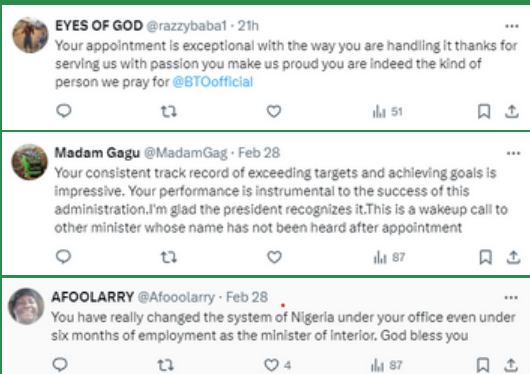 EYES OF GOD @razzybaba1 · 21h
Your appointment is exceptional with the way you are handling it thanks for
serving us with passion you make us proud you are indeed the kind of
person we pray for @BTOofficial
51
Madam Gagu @MadamGag · Feb 28
Your consistent track record of exceeding targets and achieving goals is
impressive. Your performance is instrumental to the success of this
administration.I'm glad the president recognizes it.This is a wakeup call to
other minister whose name has not been heard after appointment
87
AFOOLARRY @Afooolarry · Feb 28
You have really changed the system of Nigeria under your office even under
six months of employment as the minister of interior. God bless you
4 87